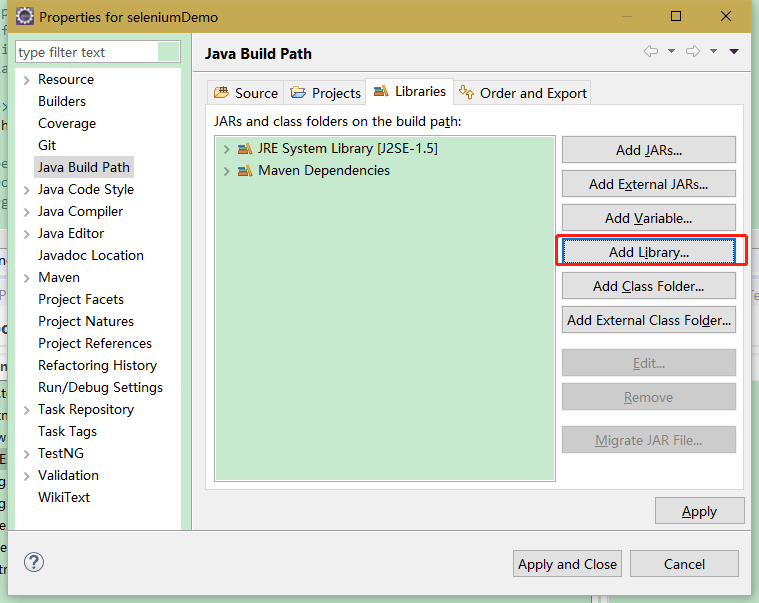 Properties for seleniumDemo
type filter text
Resource
Builders
Coverage
Git
Java Build Path
Java Code Style
Java Compiler
Java Editor
Javadoc Location
Maven
Project Facets
Project Natures
Project References
Refactoring History
Run/Debug Settings
Task Repository
Task Tags
TestNG
Validation
WikiText
Java Build Path
Source
Projects
Libraries
Order and Export
JARs and class folders on the build path:
JRE System Library [J2SE-1.5]
Maven Dependencies
Add JARs...
Add External JARs...
Add Variable...
Add Library...
Add Class Folder...
Add External Class Folder...
Edit...
Remove
Migrate JAR File...
Apply
Apply and Close
Cancel